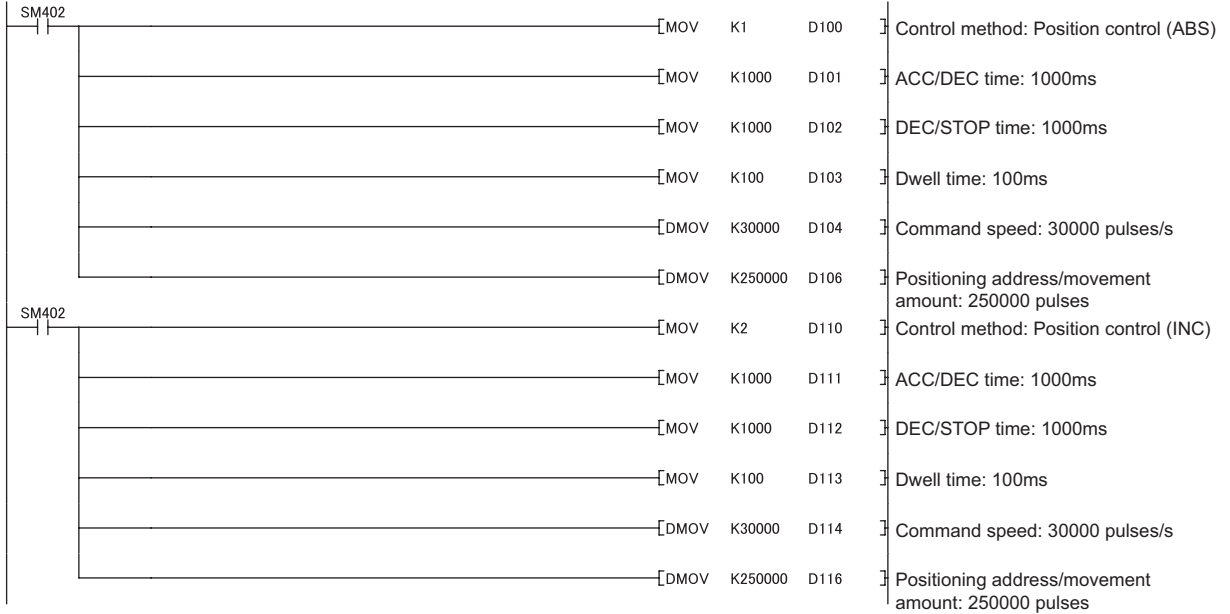 SM402
[MOV K1 D100 ] Control method: Position control (ABS)
[MOV K1000 D101 ] ACC/DEC time: 1000ms
[MOV K1000 D102 ] DEC/STOP time: 1000ms
[MOV K100 D103 ] Dwell time: 100ms
[DMOV K30000 D104 ] Command speed: 30000 pulses/s
[DMOV K250000 D106 ] Positioning address/movement
amount: 250000 pulses
SM402
[MOV K2 D110 ] Control method: Position control (INC)
[MOV K1000 D111 ] ACC/DEC time: 1000ms
[MOV K1000 D112 ] DEC/STOP time: 1000ms
[MOV K100 D113 ] Dwell time: 100ms
[DMOV K30000 D114 ] Command speed: 30000 pulses/s
[DMOV K250000 D116 ] Positioning address/movement
amount: 250000 pulses